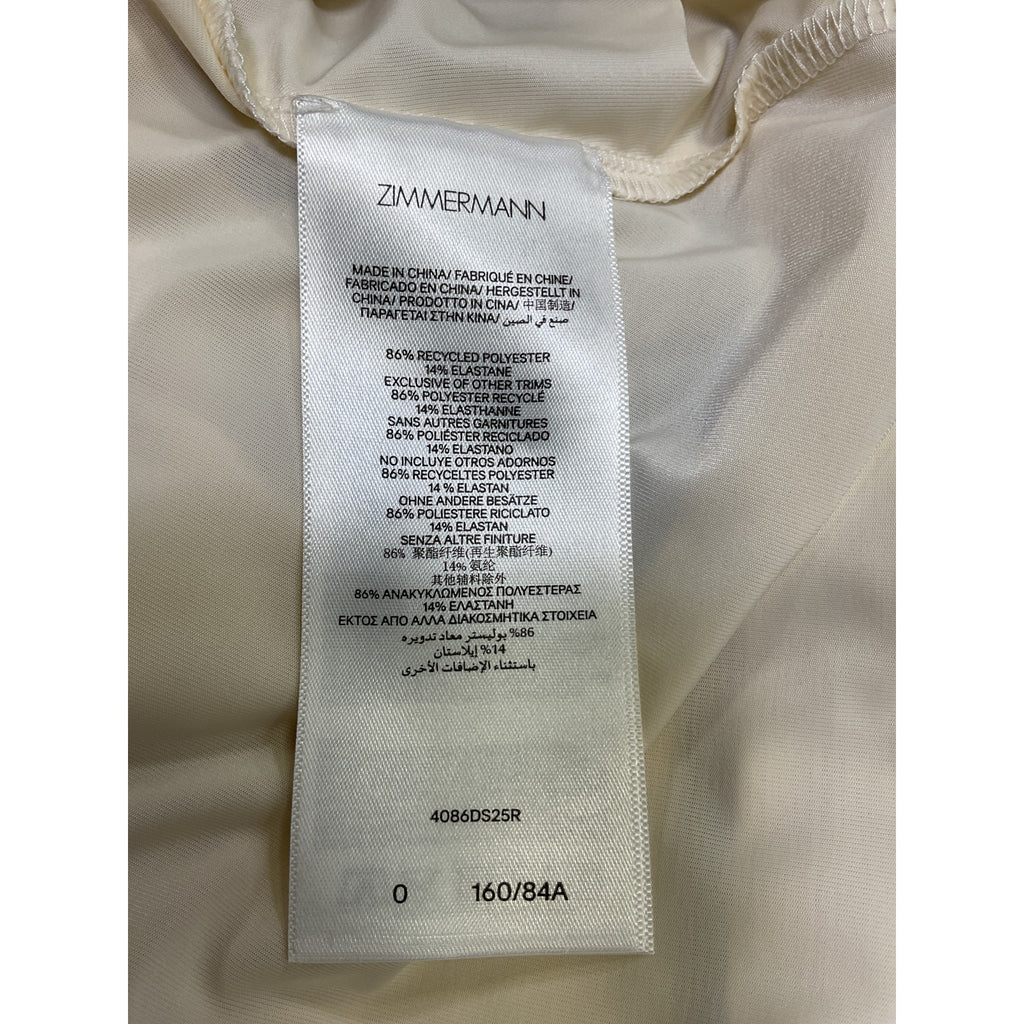 ZIMMERMANN
MADE IN CHINA/ FABRIQUÉ EN CHINE/
FABRICADO EN CHINA/ HERGESTELLT IN
CHINA/ PRODOTTO IN CINA/ 中国制造/
ΠΑΡΑΓΕΤΑΙ ΣΤΗΝ ΚΙΝΑ/ صنع في الصين
86% RECYCLED POLYESTER
14% ELASTANE
EXCLUSIVE OF OTHER TRIMS
86% POLYESTER RECYCLÉ
14% ELASTHANNE
SANS AUTRES GARNITURES
86% POLIÉSTER RECICLADO
14% ELASTANO
NO INCLUYE OTROS ADORNOS
86% RECYCELTES POLYESTER
14 % ELASTAN
OHNE ANDERE BESÄTZE
86% POLIESTERE RICICLATO
14% ELASTAN
SENZA ALTRE FINITURE
86% 聚酯纤维(再生聚酯纤维)
14% 氨纶
其他辅料除外
86% ΑΝΑΚΥΚΛΩΜΕΝΟΣ ΠΟΛΥΕΣΤΕΡΑΣ
14% ΕΛΑΣΤΑΝΗ
ΕΚΤΟΣ ΑΠΟ ΑΛΛΑ ΔΙΑΚΟΣΜΗΤΙΚΑ ΣΤΟΙΧΕΙΑ
86% بوليستر معاد تدويره
14% إيلاستان
باستثناء الإضافات الأخرى
4086DS25R
0 160/84A